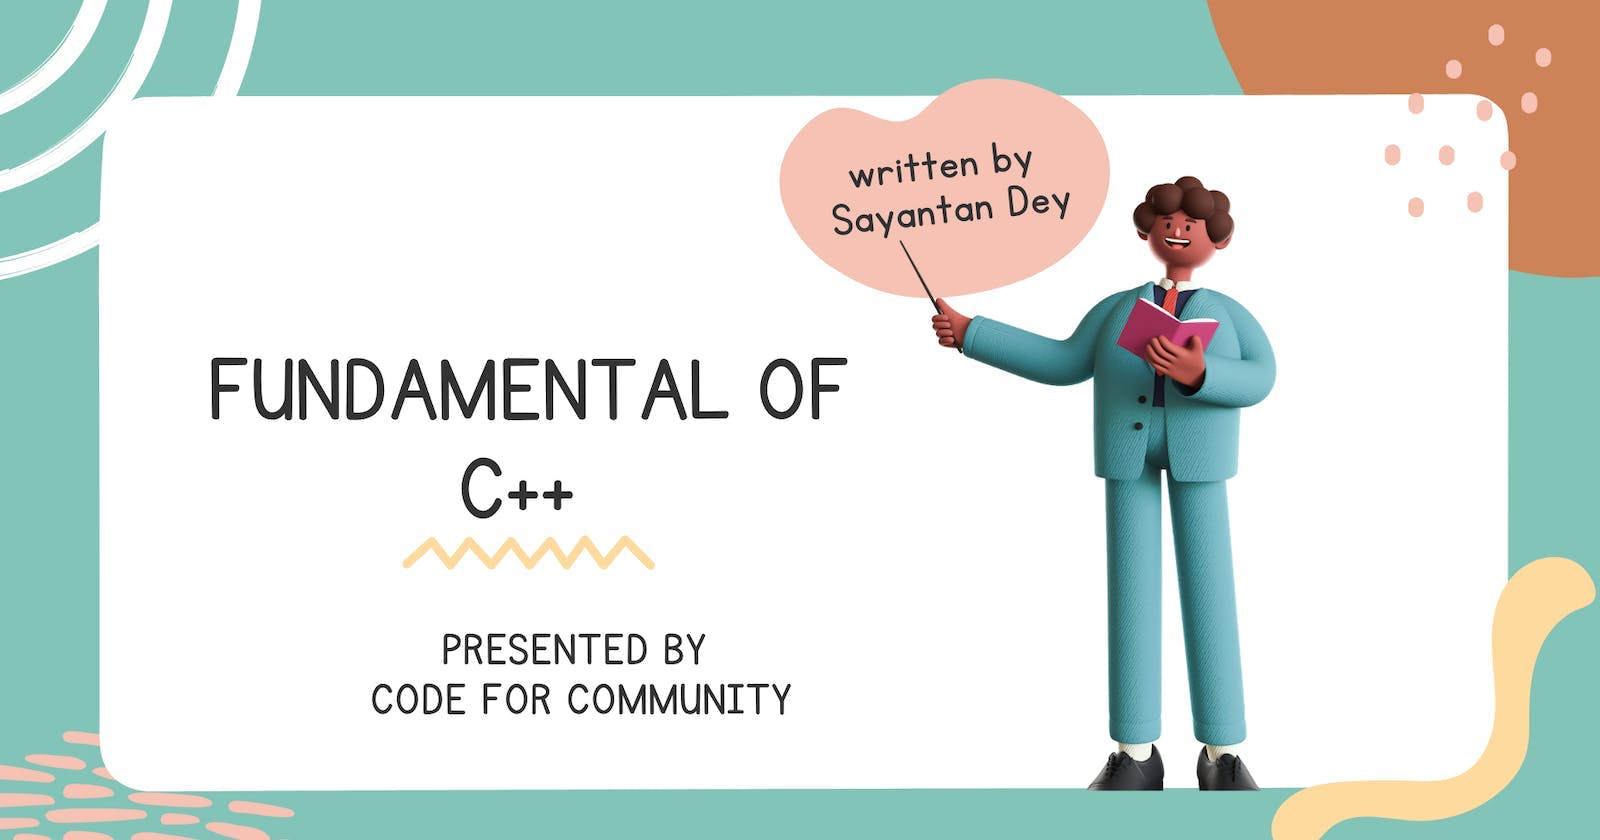 written by
Sayantan Dey
FUNDAMENTAL OF
C++
PRESENTED BY
CODE FOR COMMUNITY